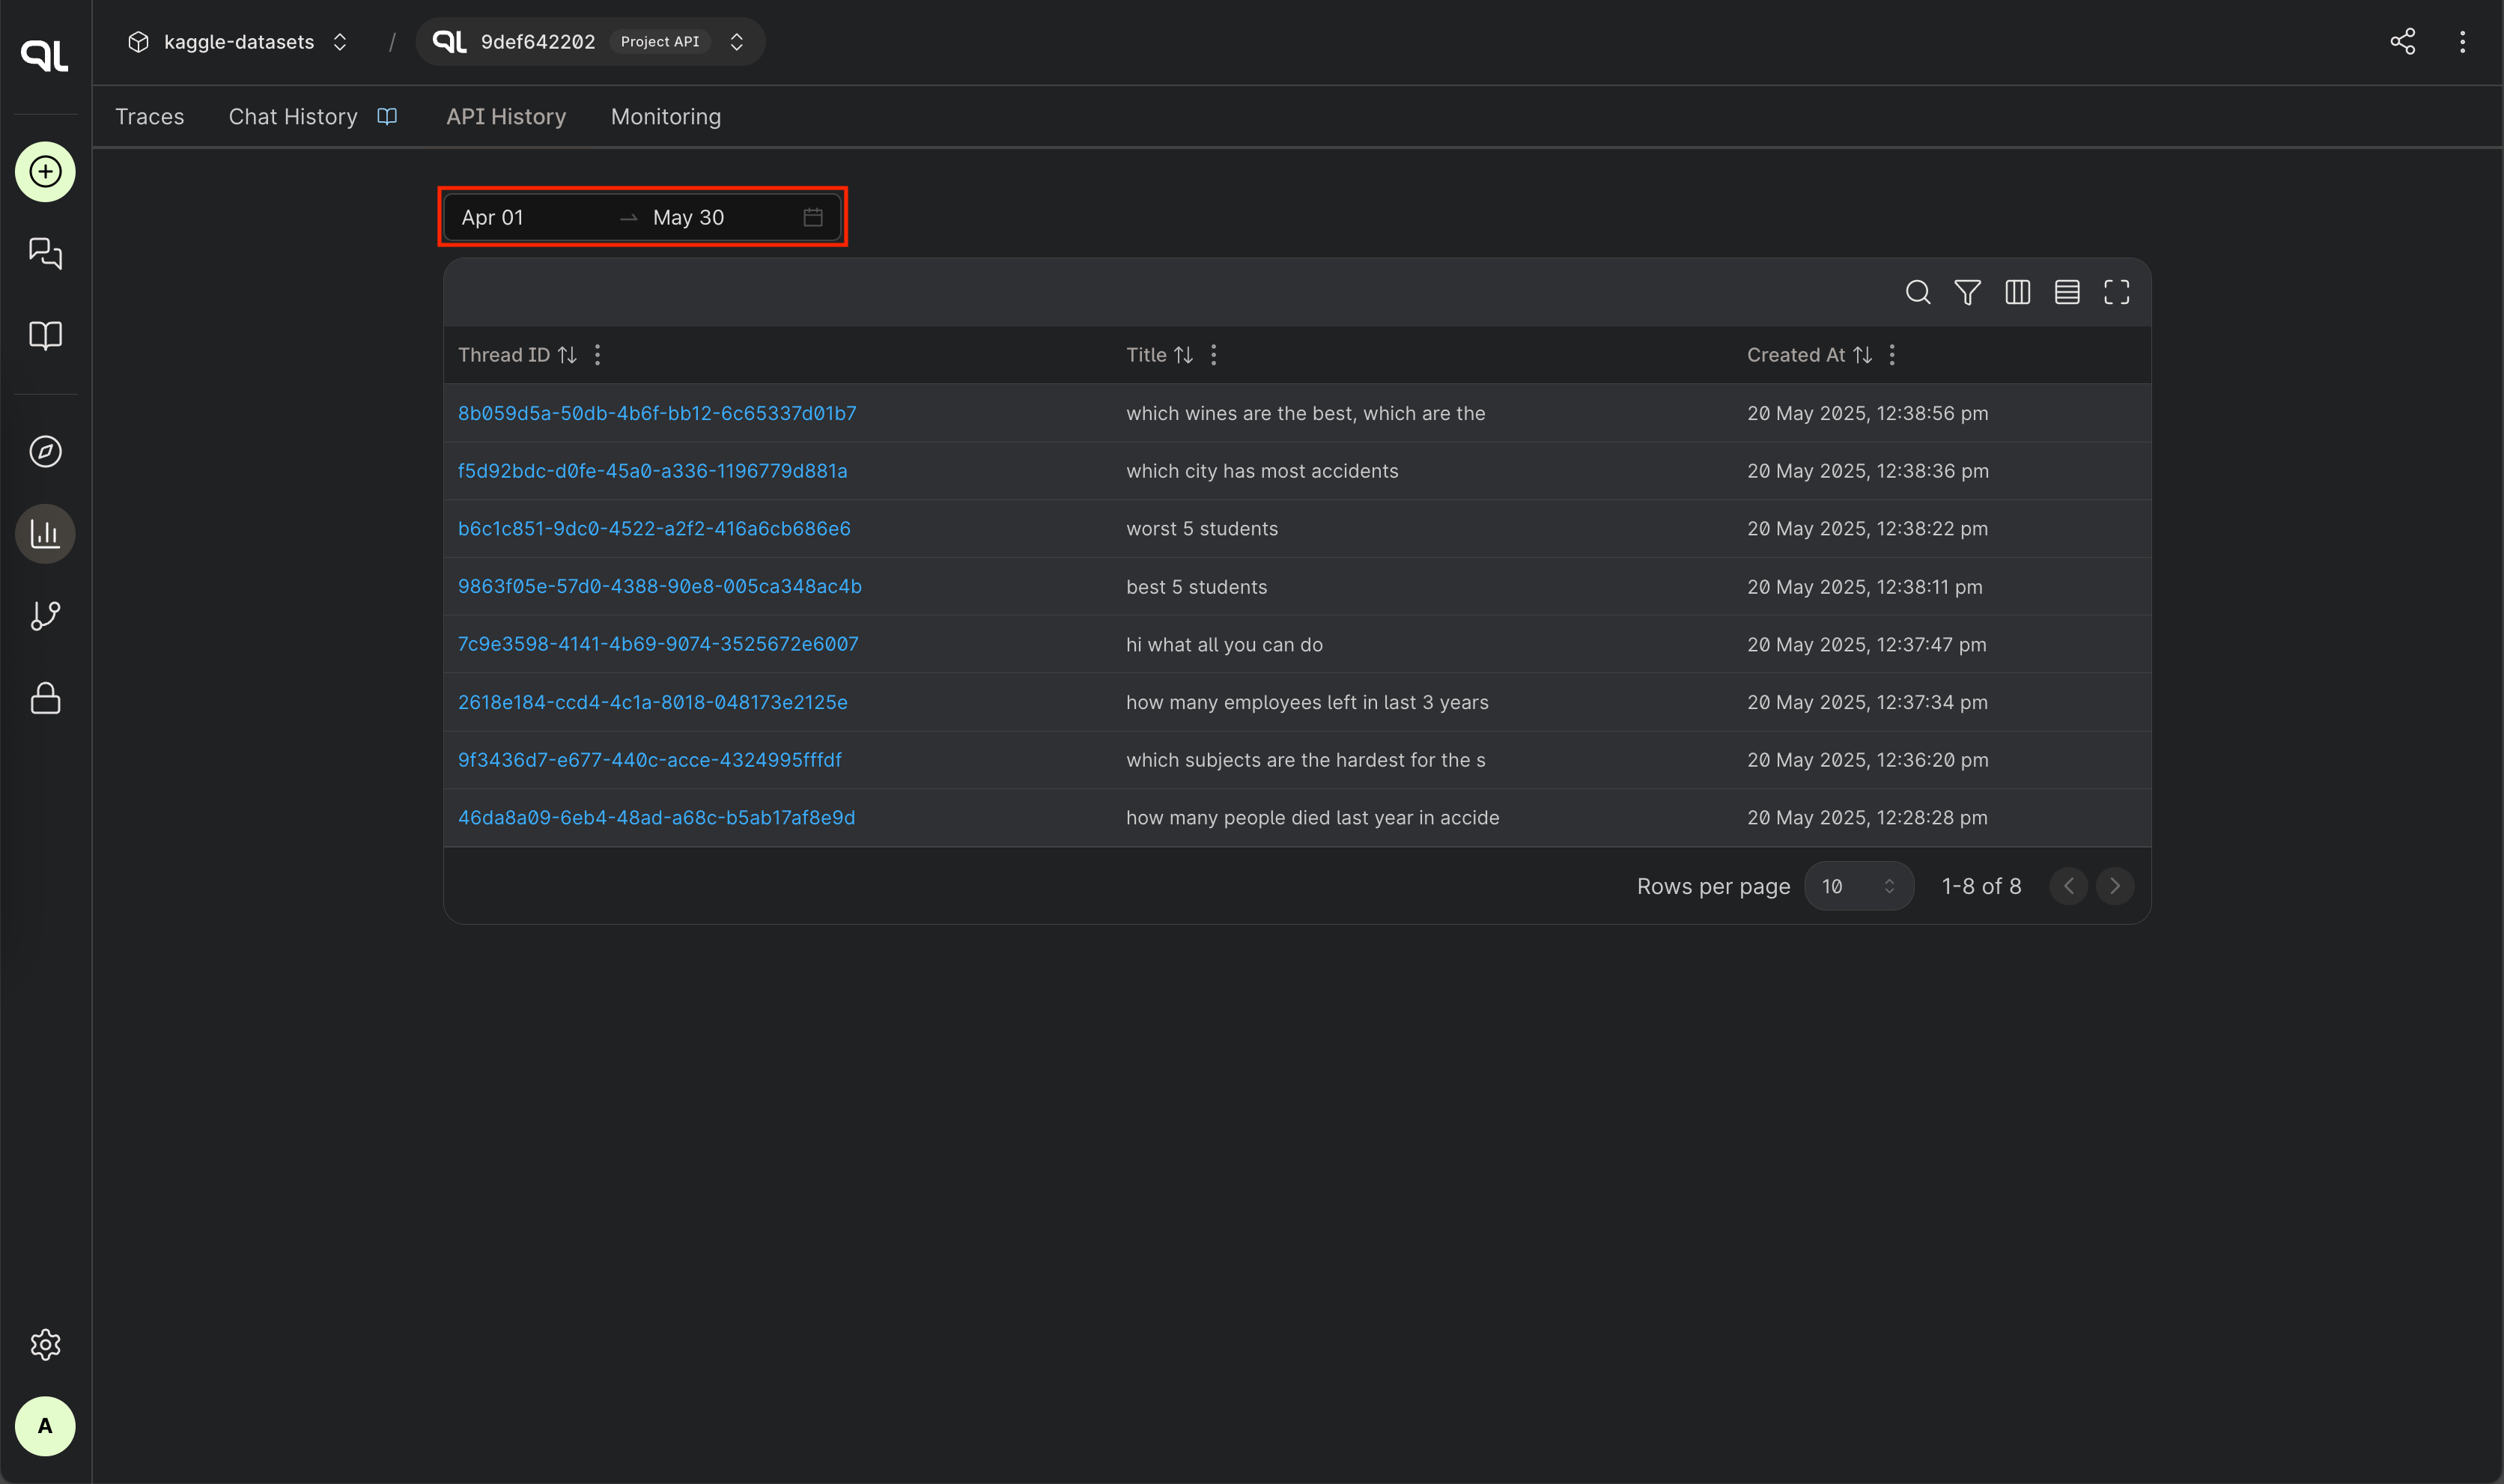 QL kaggle-datasets / QL 9def642202 Project API
Traces Chat History API History Monitoring
Apr 01 → May 30
Thread ID Title Created At
8b059d5a-50db-4b6f-bb12-6c65337d01b7 which wines are the best, which are the 20 May 2025, 12:38:56 pm
f5d92bdc-d0fe-45a0-a336-1196779d881a which city has most accidents 20 May 2025, 12:38:36 pm
b6c1c851-9dc0-4522-a2f2-416a6cb686e6 worst 5 students 20 May 2025, 12:38:22 pm
9863f05e-57d0-4388-90e8-005ca348ac4b best 5 students 20 May 2025, 12:38:11 pm
7c9e3598-4141-4b69-9074-3525672e6007 hi what all you can do 20 May 2025, 12:37:47 pm
2618e184-ccd4-4c1a-8018-048173e2125e how many employees left in last 3 years 20 May 2025, 12:37:34 pm
9f3436d7-e677-440c-acce-4324995fffdf which subjects are the hardest for the s 20 May 2025, 12:36:20 pm
46da8a09-6eb4-48ad-a68c-b5ab17af8e9d how many people died last year in accide 20 May 2025, 12:28:28 pm
Rows per page 10 1-8 of 8
A